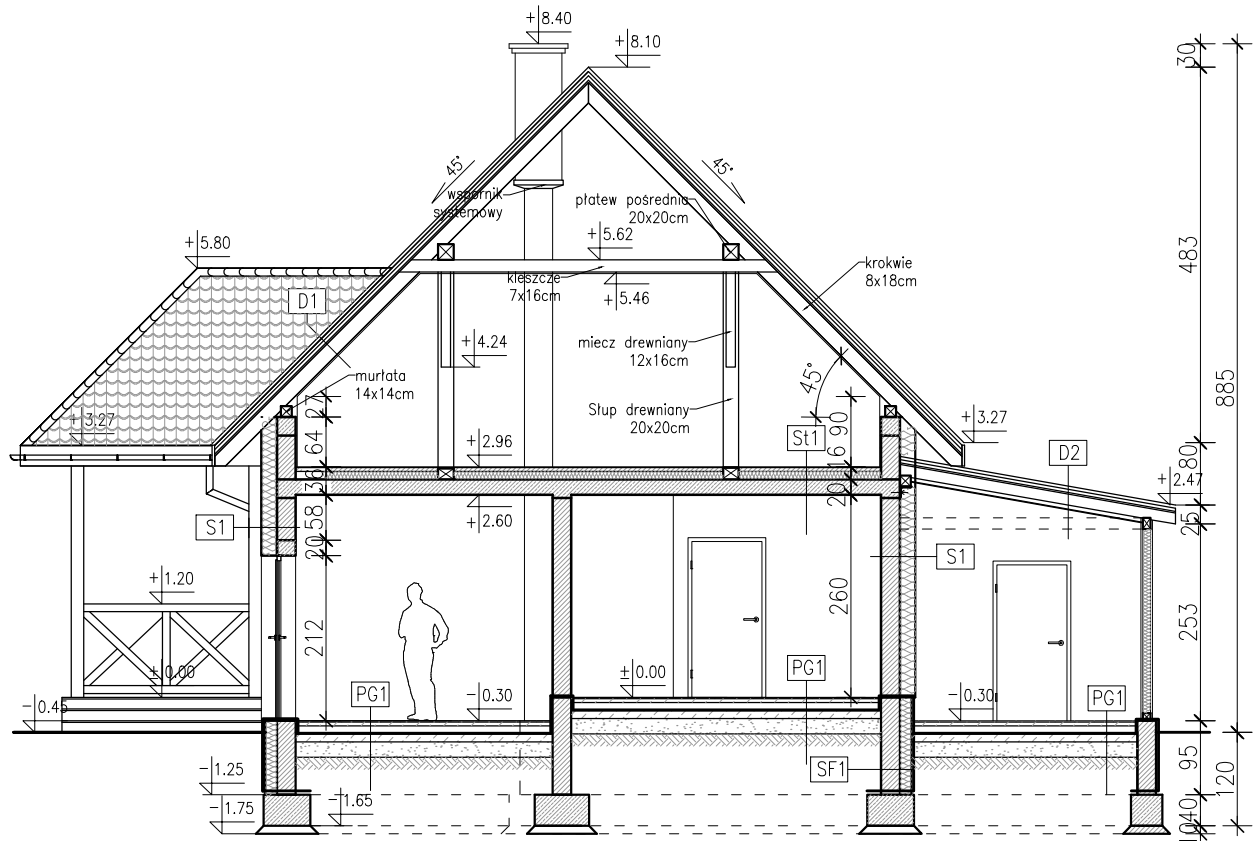 +8.40
+8.10
30
45°
45°
wspornik
systemowy
płatew pośrednia
20x20cm
+5.80
+5.62
kleszcze
7x16cm
+5.46
krokwie
8x18cm
483
885
D1
+4.24
miecz drewniany
12x16cm
murłata
14x14cm
45°
Słup drewniany
20x20cm
27
+3.27
64
90
St1
+3.27
D2
80
+2.96
16
36
20
+2.47
25
+2.60
S1
58
20
S1
+1.20
260
253
212
±0.00
±0.00
PG1
PG1
PG1
-0.45
-0.30
-0.30
SF1
-1.25
-1.75
-1.65
95
120
40
10